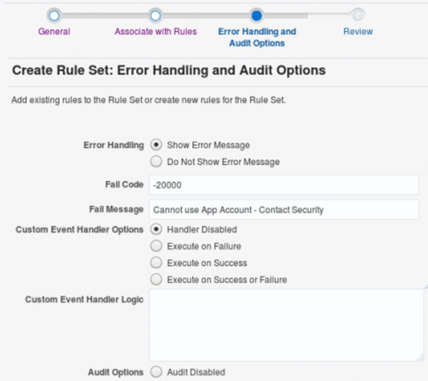 General
Associate with Rules
Error Handling and
Audit Options
Review
Create Rule Set: Error Handling and Audit Options
Add existing rules to the Rule Set or create new rules for the Rule Set.
Error Handling Show Error Message
Do Not Show Error Message
Fail Code -20000
Fail Message Cannot use App Account - Contact Security
Custom Event Handler Options Handler Disabled
Execute on Failure
Execute on Success
Execute on Success or Failure
Custom Event Handler Logic
Audit Options Audit Disabled